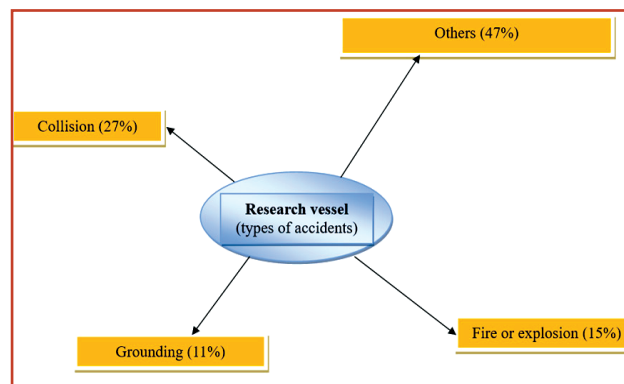 Others (47%)
Collision (27%)
Research vessel
(types of accidents)
Fire or explosion (15%)
Grounding (11%)